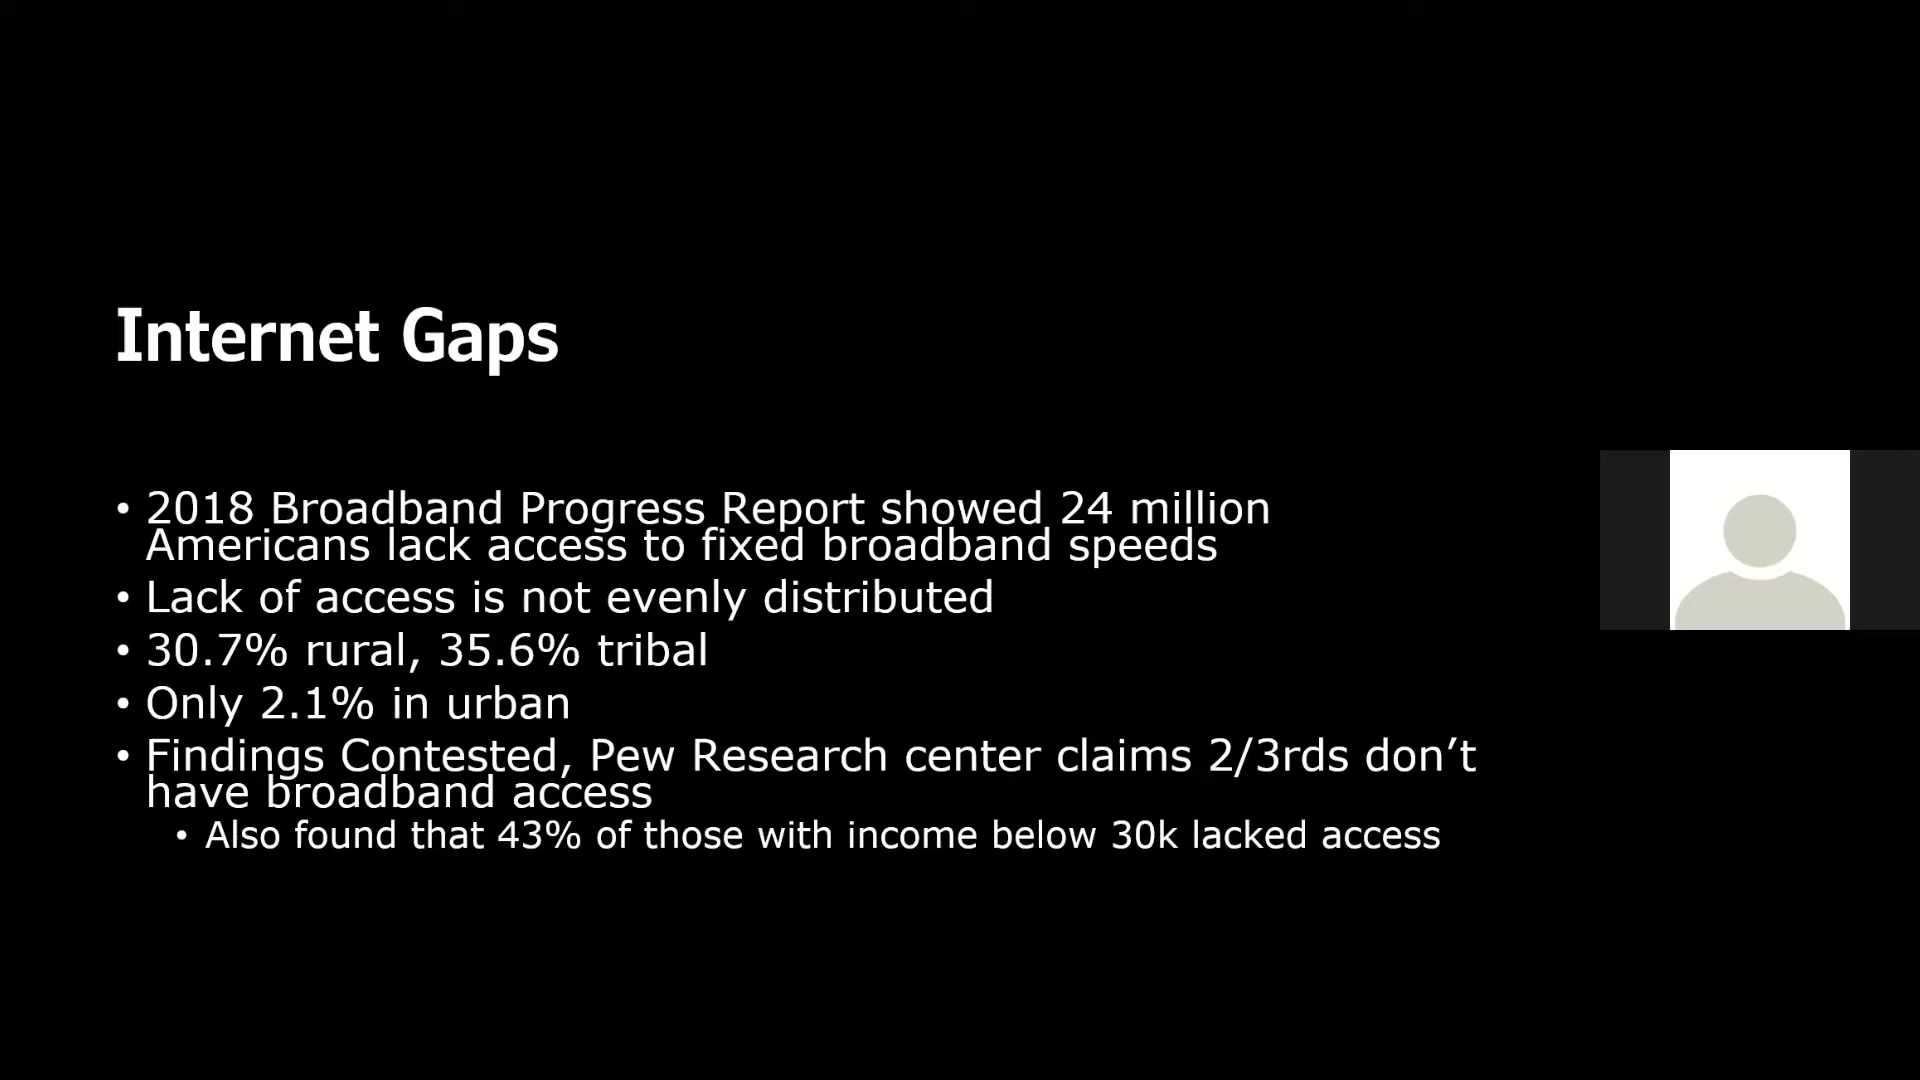 Internet Gaps
• 2018 Broadband Progress Report showed 24 million
Americans lack access to fixed broadband speeds
• Lack of access is not evenly distributed
• 30.7% rural, 35.6% tribal
• Only 2.1% in urban
• Findings Contested, Pew Research center claims 2/3rds don’t
have broadband access
• Also found that 43% of those with income below 30k lacked access